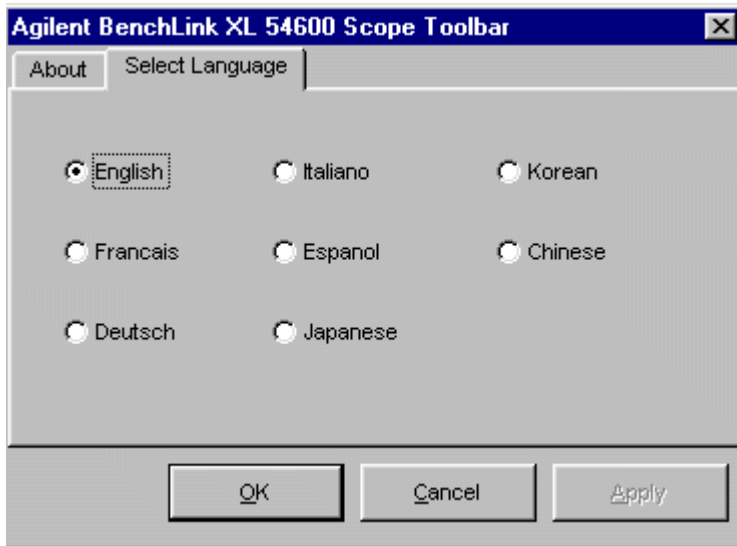 Agilent BenchLink XL 54600 Scope Toolbar
About Select Language
English Italiano Korean
Francais Espanol Chinese
Deutsch Japanese
OK Cancel Apply